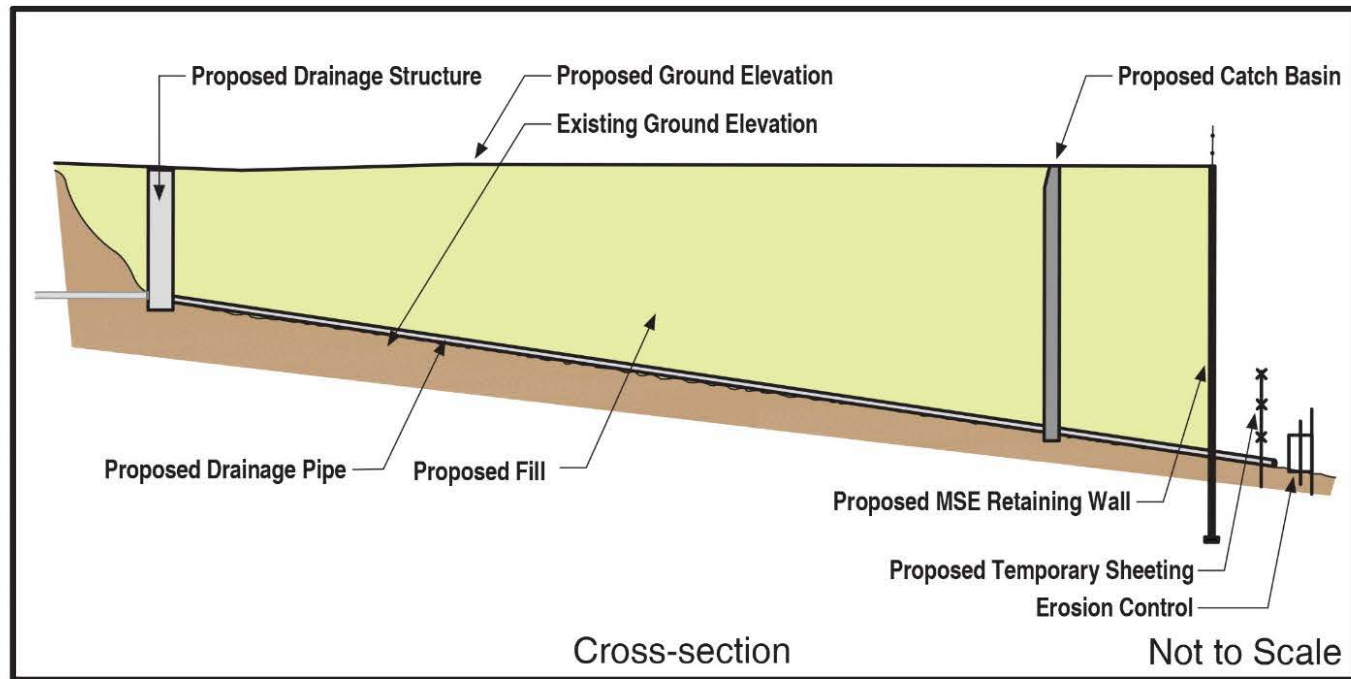 Proposed Drainage Structure
Proposed Ground Elevation
Proposed Catch Basin
Existing Ground Elevation
Proposed Drainage Pipe
Proposed Fill
Proposed MSE Retaining Wall
Proposed Temporary Sheeting
Erosion Control
Cross-section
Not to Scale